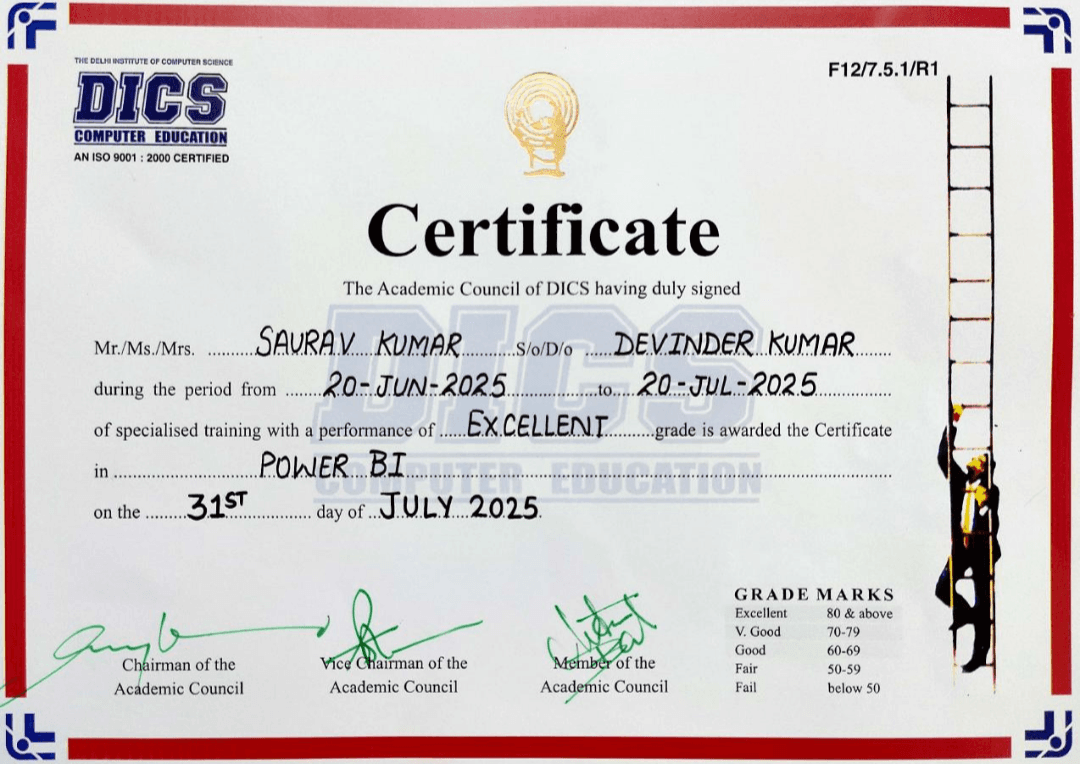 THE DELHI INSTITUTE OF COMPUTER SCIENCE
DICS
COMPUTER EDUCATION
AN ISO 9001 : 2000 CERTIFIED
F12/7.5.1/R1
Certificate
The Academic Council of DICS having duly signed
Mr./Ms./Mrs. SAURAV KUMAR S/o/D/o DEVINDER KUMAR
during the period from 20-JUN-2025 to 20-JUL-2025
of specialised training with a performance of EXCELLENT grade is awarded the Certificate
in POWER BI
on the 31ST day of JULY 2025
DICS
COMPUTER EDUCATION
Chairman of the
Academic Council
Vice Chairman of the
Academic Council
Member of the
Academic Council
GRADE MARKS
Excellent 80 & above
V. Good 70-79
Good 60-69
Fair 50-59
Fail below 50